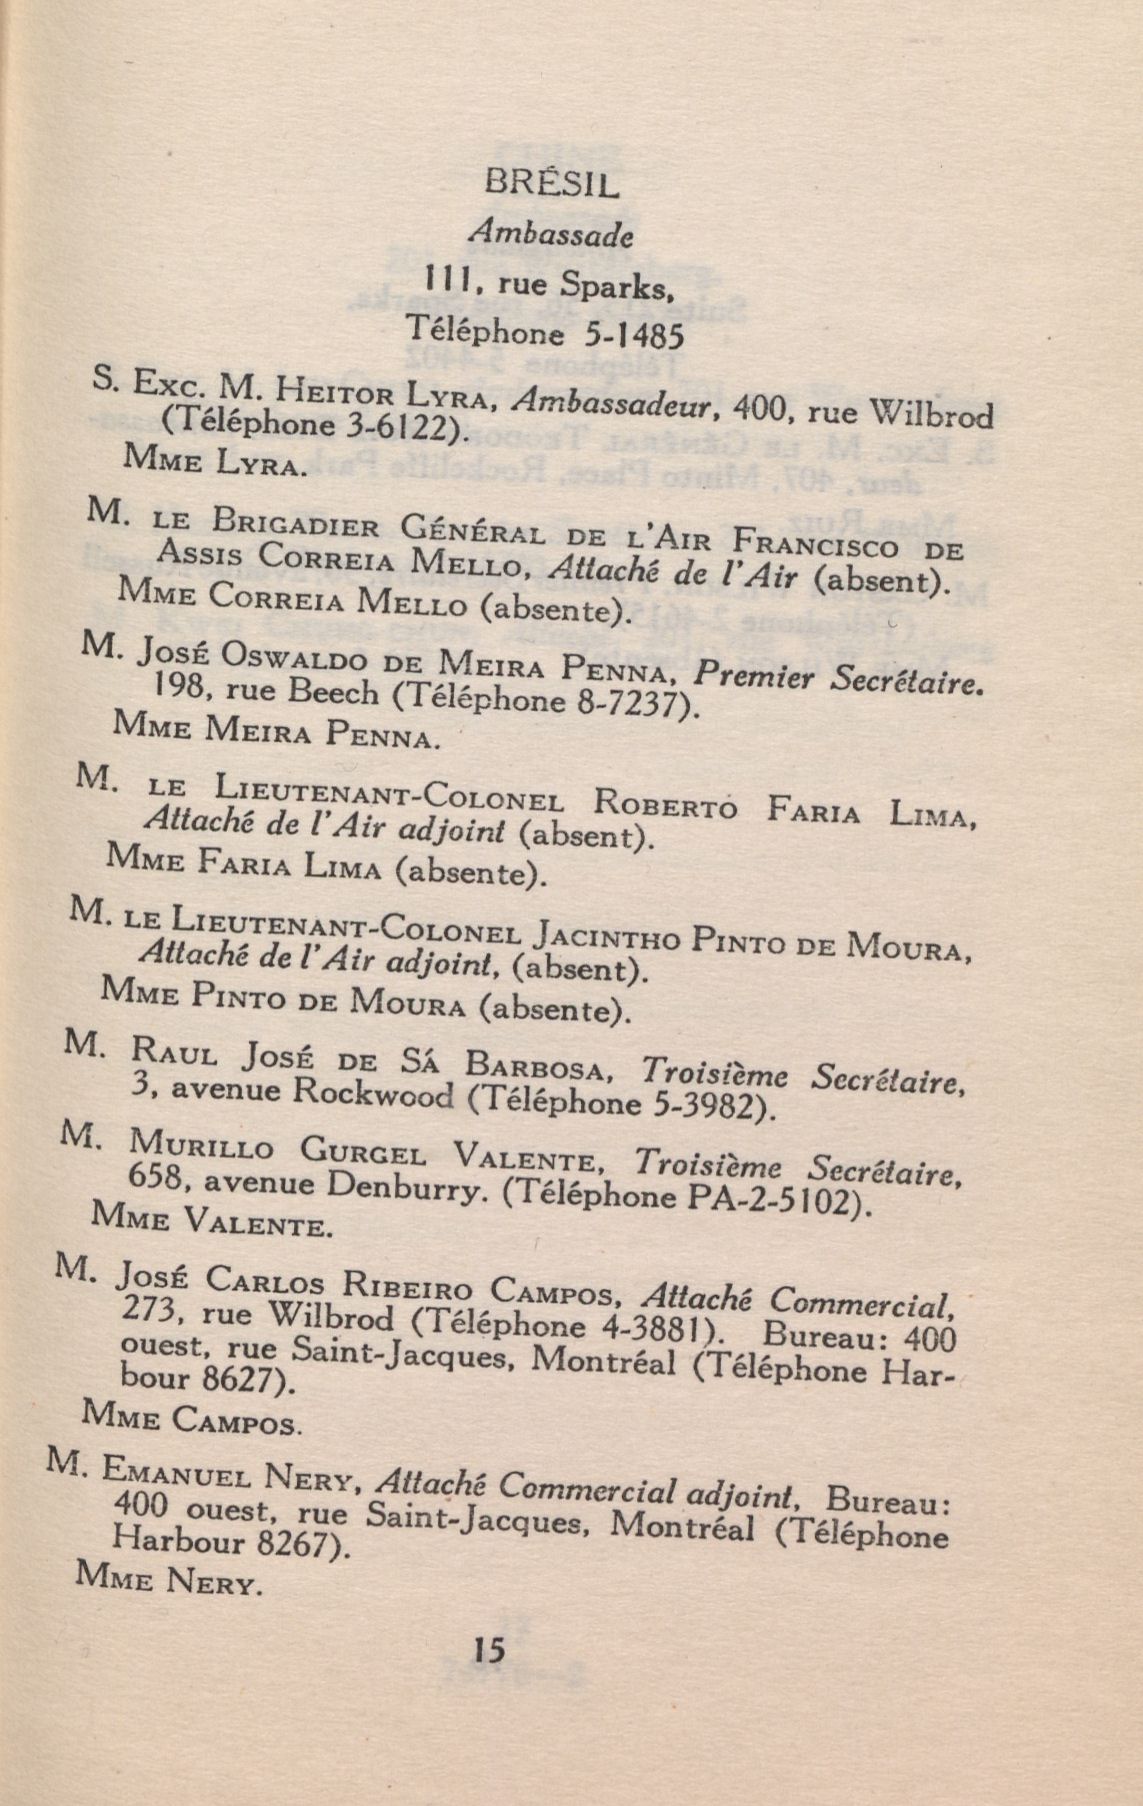 BRÉSIL
Ambassade
111, rue Sparks,
Téléphone 5-1485
S. Exc. M. Heitor Lyra, Ambassadeur, 400, rue Wilbrod
(Téléphone 3-6122).
Mme Lyra.
M. le Brigadier Général de l'Air Francisco de
Assis Correia Mello, Attaché de l'Air (absent).
Mme Correia Mello (absente).
M. José Oswaldo de Meira Penna, Premier Secrétaire.
198, rue Beech (Téléphone 8-7237).
Mme Meira Penna.
M. le Lieutenant-Colonel Roberto Faria Lima,
Attaché de l'Air adjoint (absent).
Mme Faria Lima (absente).
M. le Lieutenant-Colonel Jacintho Pinto de Moura,
Attaché de l'Air adjoint, (absent).
Mme Pinto de Moura (absente).
M. Raul José de Sá Barbosa, Troisième Secrétaire,
3, avenue Rockwood (Téléphone 5-3982).
M. Murillo Gurgel Valente, Troisième Secrétaire,
658, avenue Denburry. (Téléphone PA-2-5102).
Mme Valente.
M. José Carlos Ribeiro Campos, Attaché Commercial,
273, rue Wilbrod (Téléphone 4-3881). Bureau: 400
ouest, rue Saint-Jacques, Montréal (Téléphone Har-
bour 8627).
Mme Campos.
M. Emanuel Nery, Attaché Commercial adjoint, Bureau:
400 ouest, rue Saint-Jacques, Montréal (Téléphone
Harbour 8267).
Mme Nery.
15